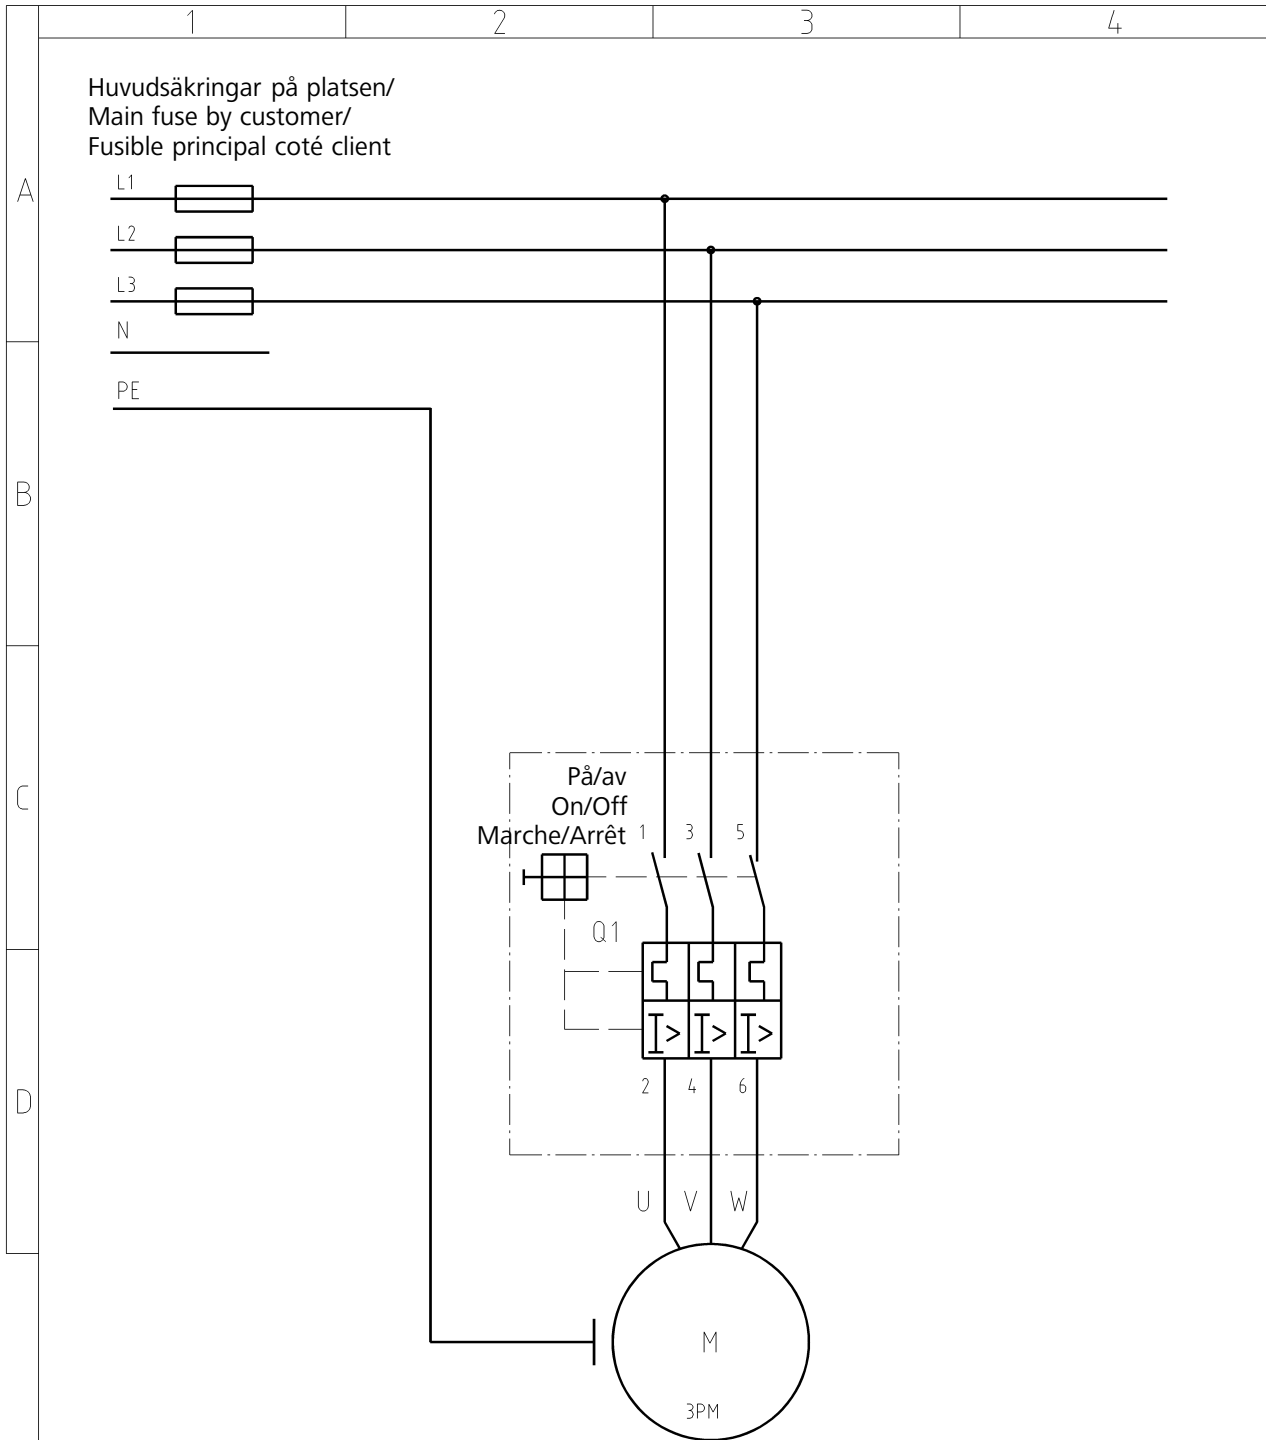 1 2 3 4
Huvudsäkringar på platsen/
Main fuse by customer/
Fusible principal coté client
A
L1
L2
L3
N
PE
B
C
På/av
On/Off
Marche/Arrêt
1 3 5
Q1
I> I> I>
D
2 4 6
U V W
M
3PM